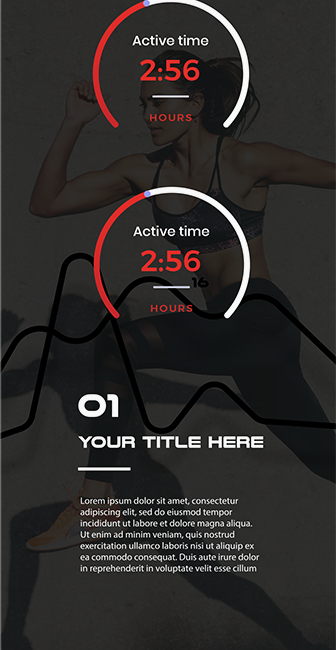 Active time
2:56
HOURS
Active time
2:56
16
HOURS
01
YOUR TITLE HERE
Lorem ipsum dolor sit amet, consectetur
adipiscing elit, sed do eiusmod tempor
incididunt ut labore et dolore magna aliqua.
Ut enim ad minim veniam, quis nostrud
exercitation ullamco laboris nisi ut aliquip ex
ea commodo consequat. Duis aute irure dolor
in reprehenderit in voluptate velit esse cillum